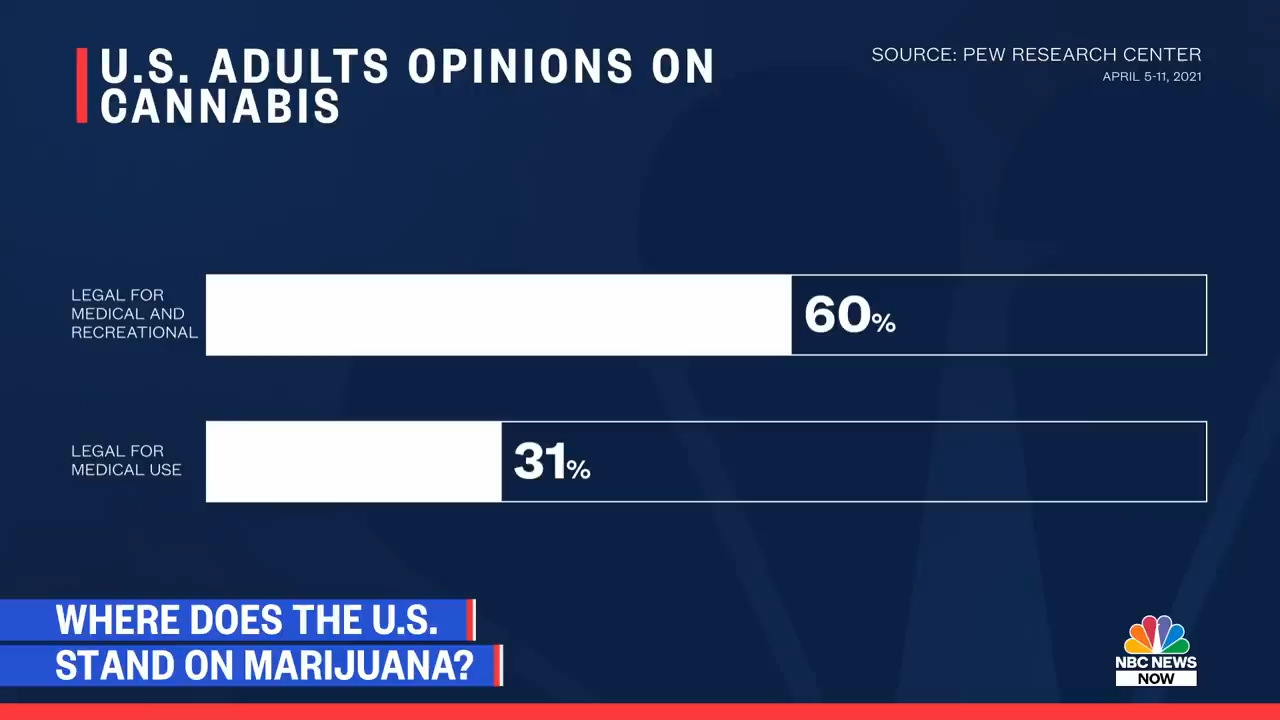 U.S. ADULTS OPINIONS ON
CANNABIS
SOURCE: PEW RESEARCH CENTER
APRIL 5-11, 2021
LEGAL FOR
MEDICAL AND
RECREATIONAL
60%
LEGAL FOR
MEDICAL USE
31%
WHERE DOES THE U.S.
STAND ON MARIJUANA?
NBC NEWS
NOW